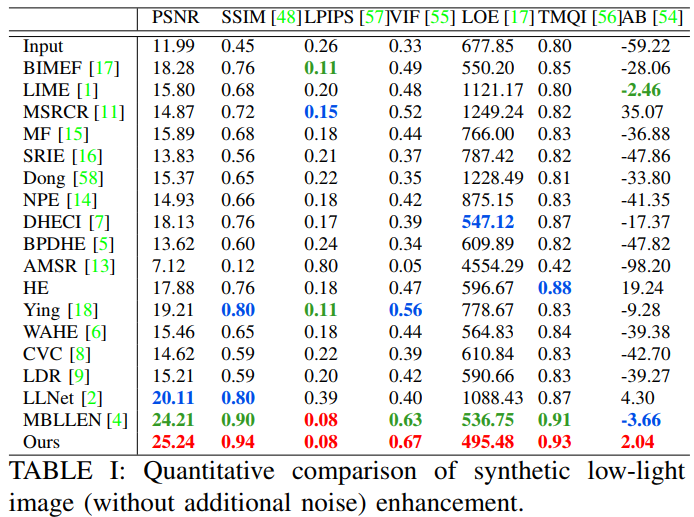 PSNR SSIM [48] LPIPS [57] VIF [55] LOE [17] TMQI [56] AB [54]
Input 11.99 0.45 0.26 0.33 677.85 0.80 -59.22
BIMEF [17] 18.28 0.76 0.11 0.49 550.20 0.85 -28.06
LIME [1] 15.80 0.68 0.20 0.48 1121.17 0.80 -2.46
MSRCR [11] 14.87 0.72 0.15 0.52 1249.24 0.82 35.07
MF [15] 15.89 0.68 0.18 0.44 766.00 0.83 -36.88
SRIE [16] 13.83 0.56 0.21 0.37 787.42 0.82 -47.86
Dong [58] 15.37 0.65 0.22 0.35 1228.49 0.81 -33.80
NPE [14] 14.93 0.66 0.18 0.42 875.15 0.83 -41.35
DHECI [7] 18.13 0.76 0.17 0.39 547.12 0.87 -17.37
BPDHE [5] 13.62 0.60 0.24 0.34 609.89 0.82 -47.82
AMSR [13] 7.12 0.12 0.80 0.05 4554.29 0.42 -98.20
HE 17.88 0.76 0.18 0.47 596.67 0.88 19.24
Ying [18] 19.21 0.80 0.11 0.56 778.67 0.83 -9.28
WAHE [6] 15.46 0.65 0.18 0.44 564.83 0.84 -39.38
CVC [8] 14.62 0.59 0.22 0.39 610.84 0.83 -42.70
LDR [9] 15.21 0.59 0.20 0.42 590.66 0.83 -39.27
LLNet [2] 20.11 0.80 0.39 0.40 1088.43 0.87 4.30
MBLLEN [4] 24.21 0.90 0.08 0.63 536.75 0.91 -3.66
Ours 25.24 0.94 0.08 0.67 495.48 0.93 2.04
TABLE I: Quantitative comparison of synthetic low-light
image (without additional noise) enhancement.